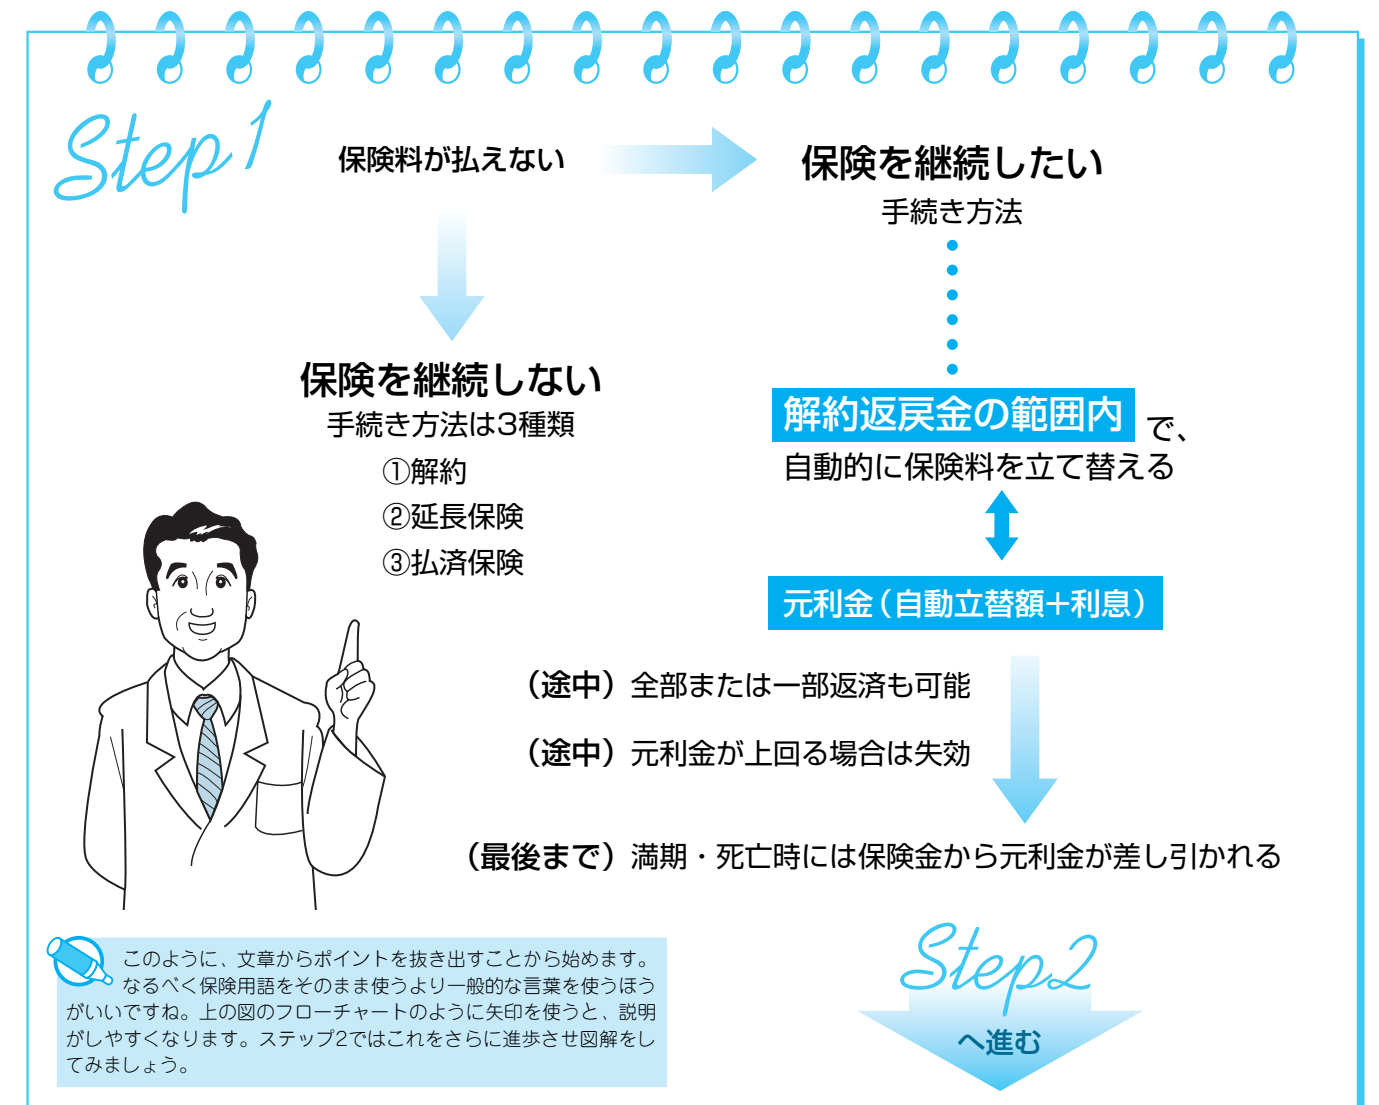 Step1
保険料が払えない
保険を継続したい
手続き方法
保険を継続しない
手続き方法は3種類
①解約
②延長保険
③払済保険
解約返戻金の範囲内で、
自動的に保険料を立て替える
元利金(自動立替額+利息)
(途中)全部または一部返済も可能
(途中)元利金が上回る場合は失効
(最後まで)満期・死亡時には保険金から元利金が差し引かれる
このように、文章からポイントを抜き出すことから始めます。
なるべく保険用語をそのまま使うより一般的な言葉を使うほう
がいいですね。上の図のフローチャートのように矢印を使うと、説明
がしやすくなります。ステップ2ではこれをさらに進歩させ図解をし
てみましょう。
Step2
へ進む